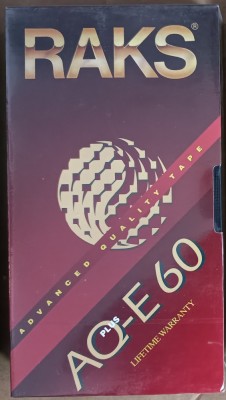 RAKS®
ADVANCED QUALITY TAPE
AQ-E 60
PLUS
LIFETIME WARRANTY